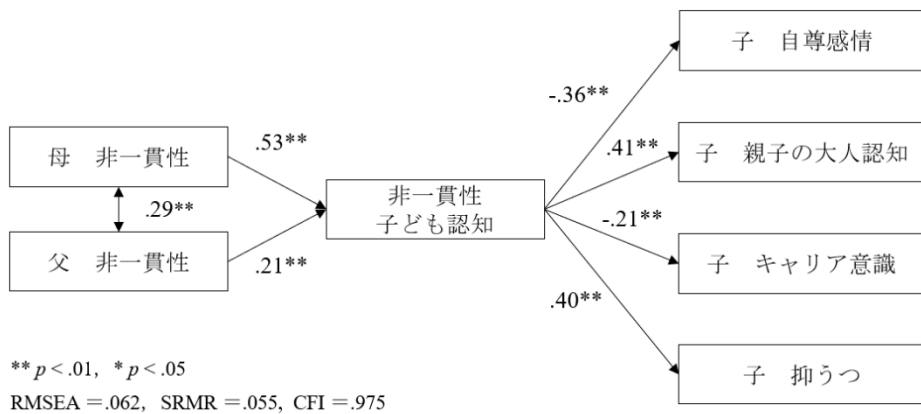 子　自尊感情
-.36**
母　非一貫性
.53**
.41**
子　親子の大人認知
.29**
非一貫性
子ども認知
-.21**
父　非一貫性
.21**
子　キャリア意識
.40**
** p < .01,  * p < .05
子　抑うつ
RMSEA =.062,  SRMR =.055,  CFI =.975